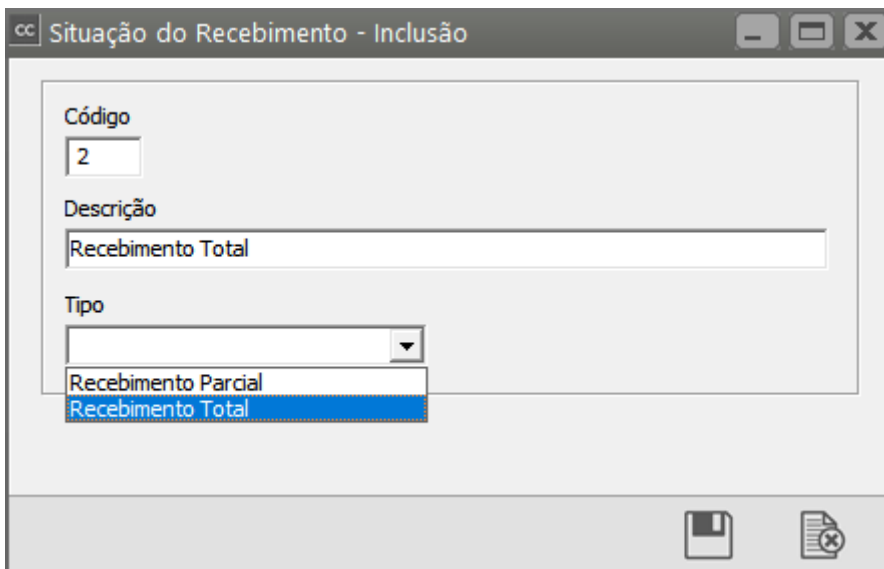 cc Situação do Recebimento - Inclusão
Código
2
Descrição
Recebimento Total
Tipo
Recebimento Parcial
Recebimento Total